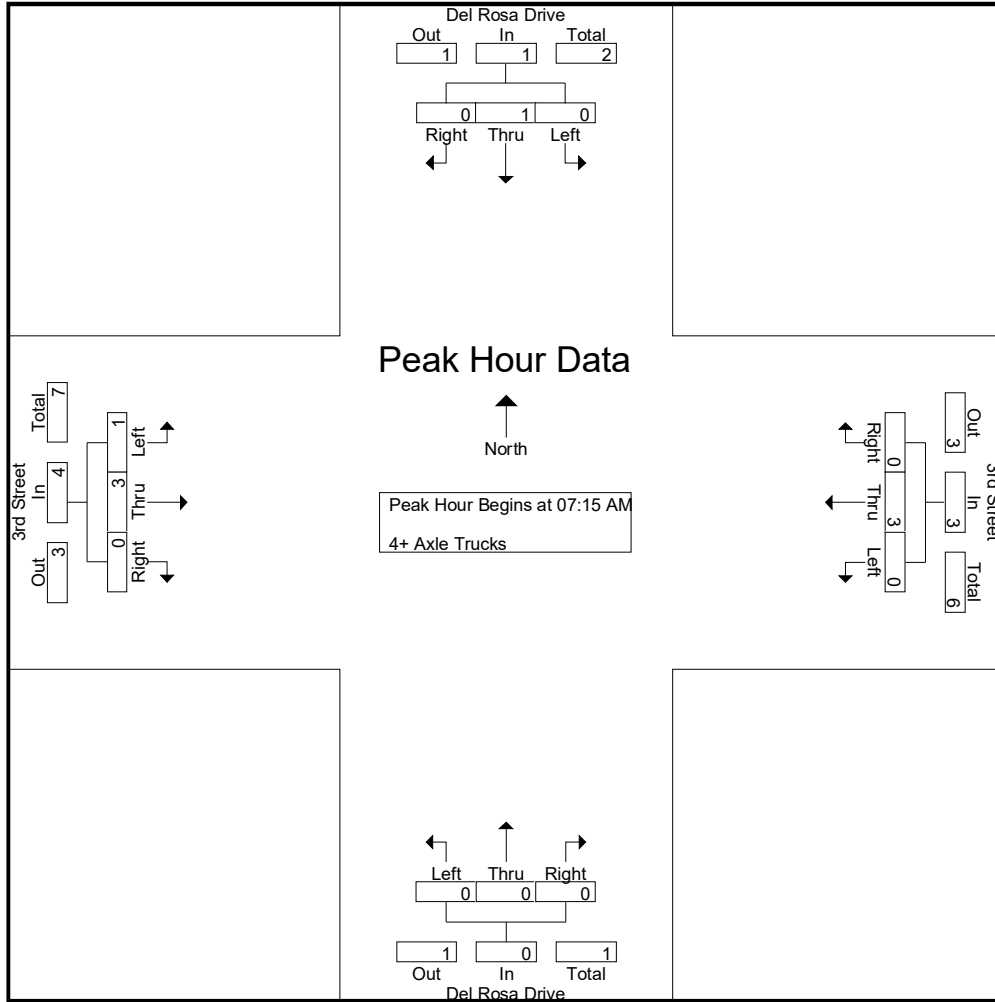 Del Rosa Drive
Out In Total
1 1 2
0 1 0
Right Thru Left
Peak Hour Data
North
Peak Hour Begins at 07:15 AM
4+ Axle Trucks
3rd Street
Total In Out
7 4 3
1 3 0
Left Thru Right
3rd Street
Out In Total
3 3 6
0 3 0
Right Thru Left
Left Thru Right
0 0 0
1 0 1
Out In Total
Del Rosa Drive